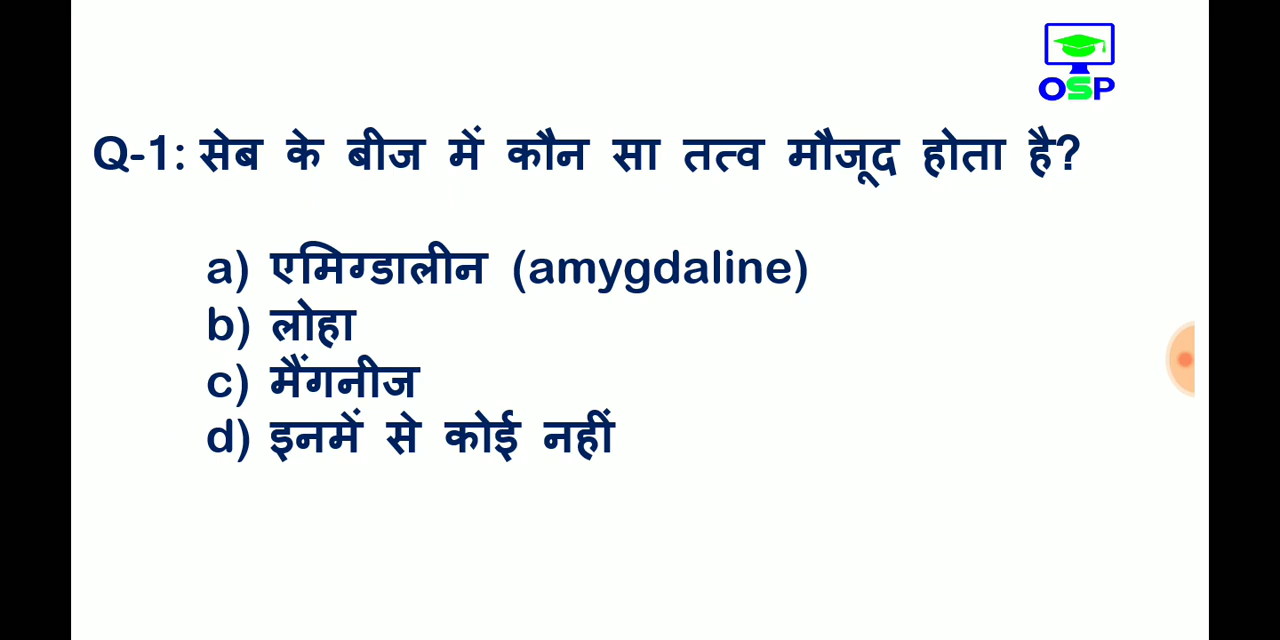 OSP
Q-1: सेब के बीज में कौन सा तत्व मौजूद होता है?
a) एमिग्डालीन (amygdaline)
b) लोहा
c) मैंगनीज
d) इनमें से कोई नहीं